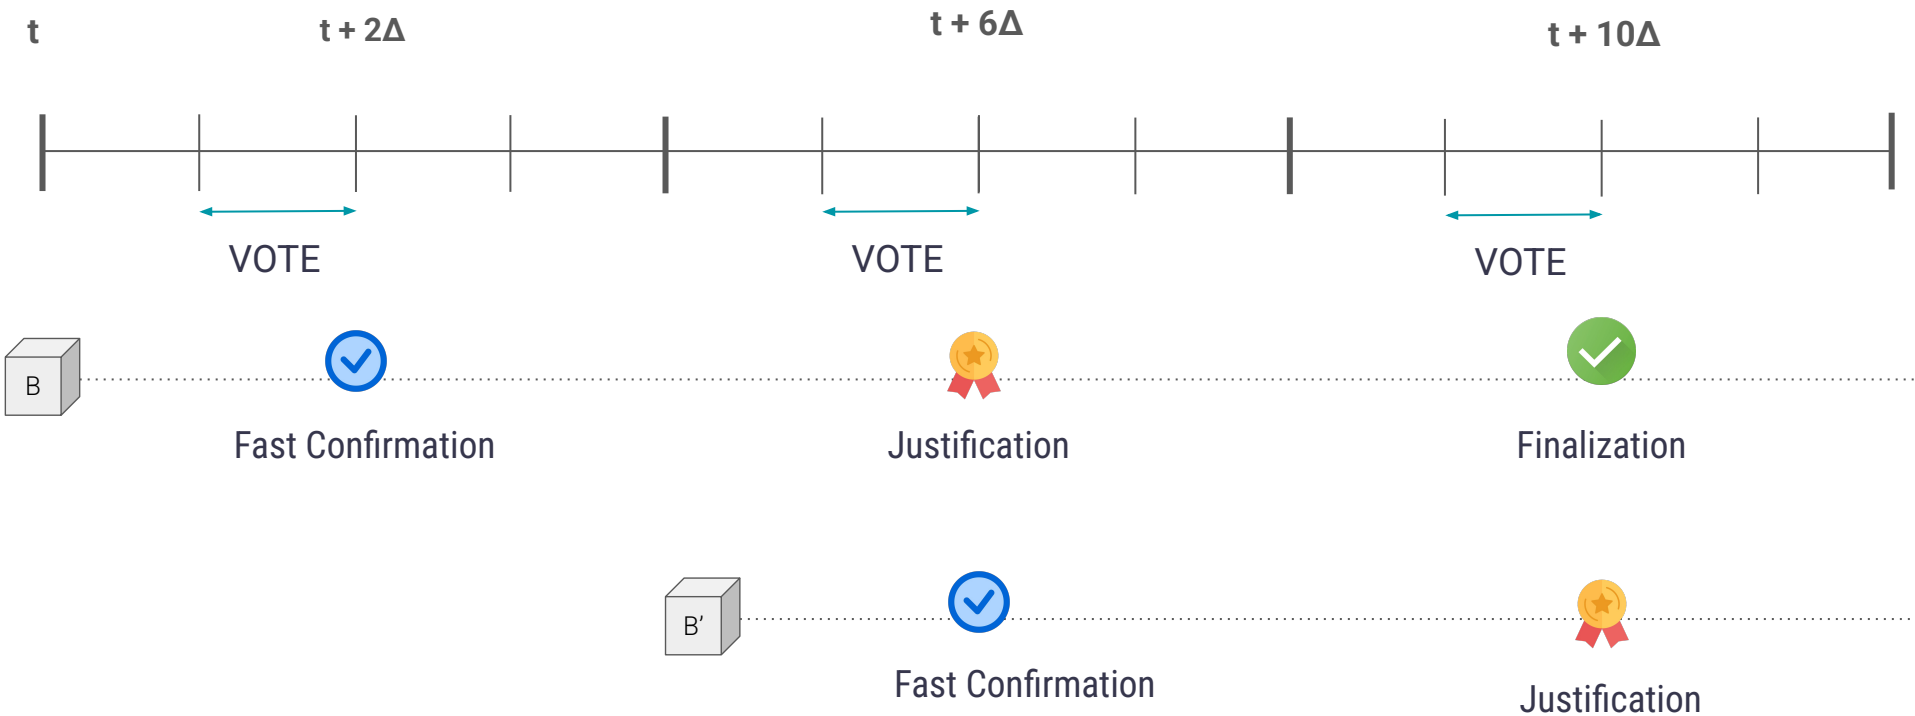 t
t + 2Δ
t + 6Δ
t + 10Δ
VOTE
VOTE
VOTE
B
Fast Confirmation
Justification
Finalization
B’
Fast Confirmation
Justification